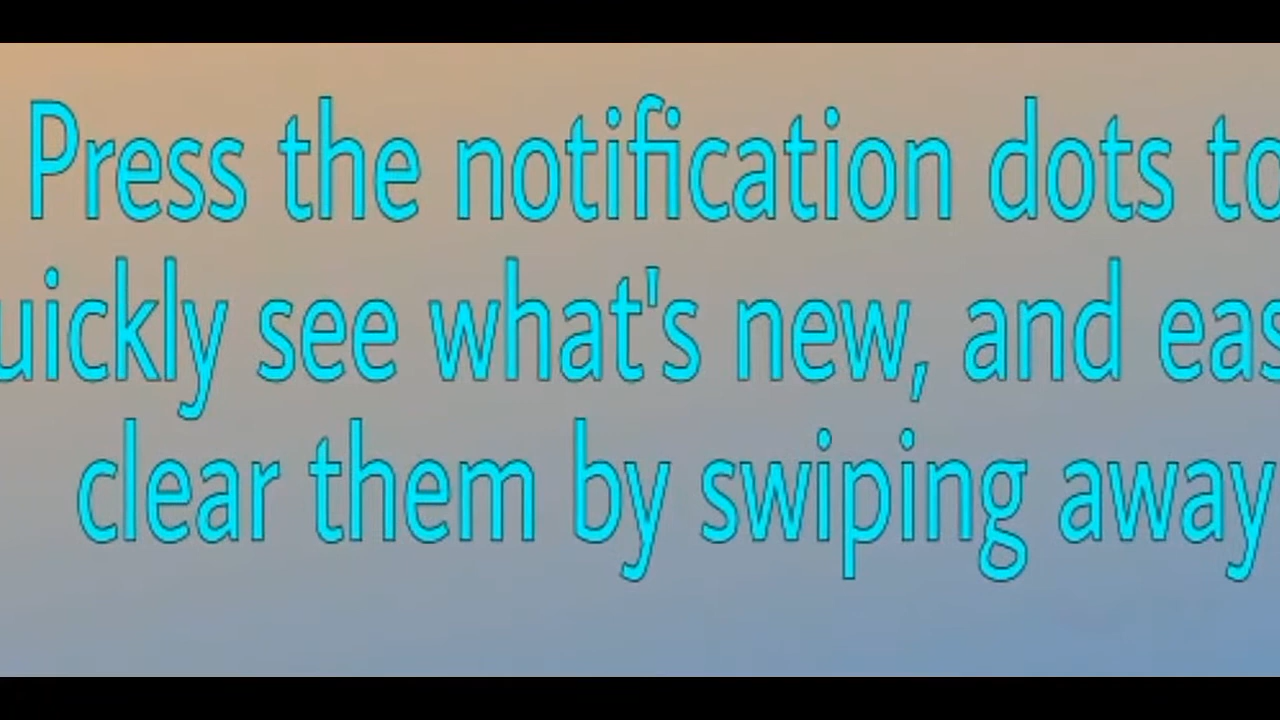 Press the notification dots to
uickly see what's new, and eas
clear them by swiping away